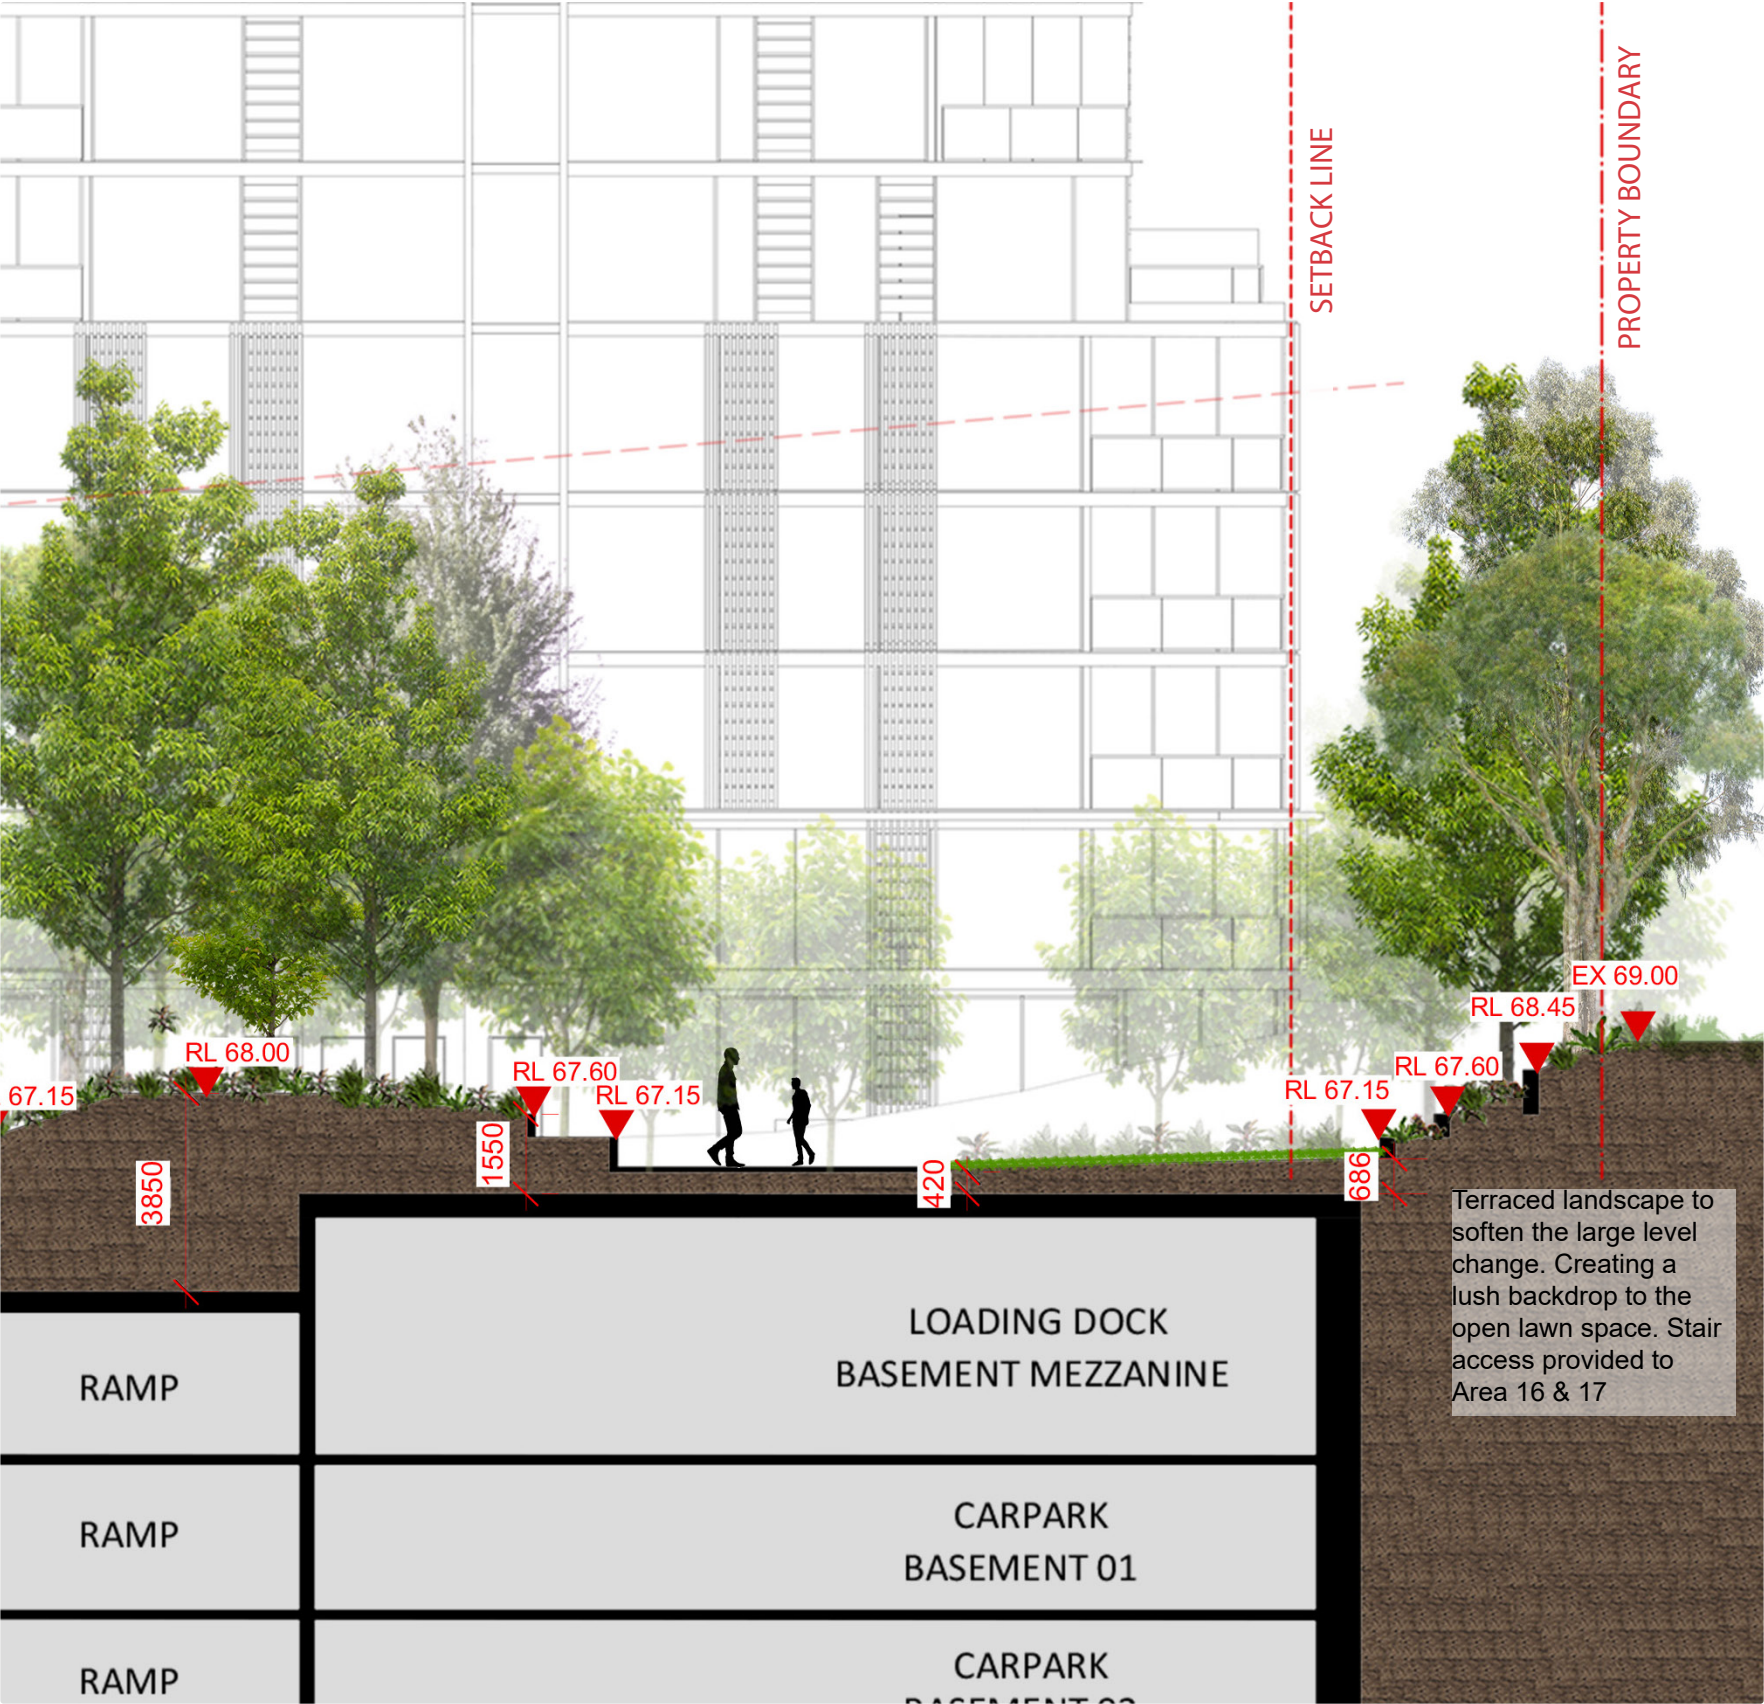 SETBACK LINE
PROPERTY BOUNDARY
EX 69.00
RL 68.45
RL 68.00
RL 67.60
RL 67.60
RL 67.15
RL 67.15
67.15
3850
1550
420
686
Terraced landscape to
soften the large level
change. Creating a
lush backdrop to the
open lawn space. Stair
access provided to
Area 16 & 17
LOADING DOCK
BASEMENT MEZZANINE
RAMP
CARPARK
BASEMENT 01
RAMP
CARPARK
RAMP